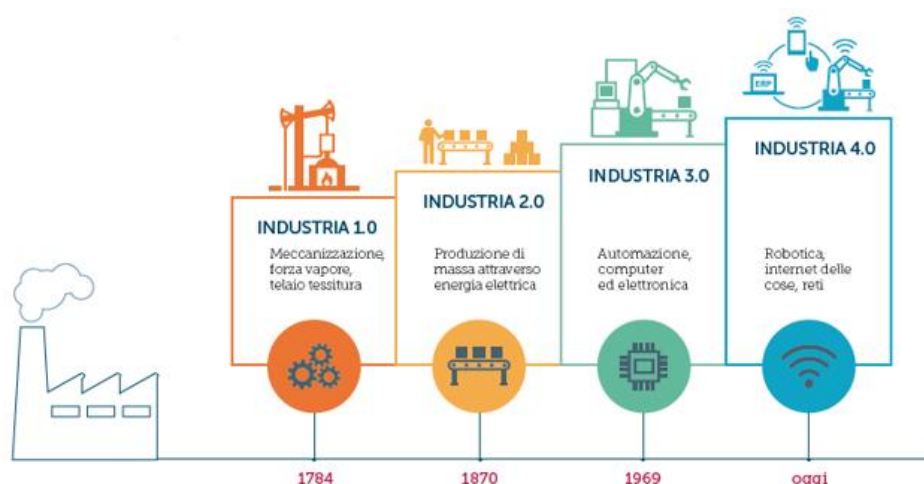 ERP
INDUSTRIA 1.0
Meccanizzazione,
forza vapore,
telaio tessitura
INDUSTRIA 2.0
Produzione di
massa attraverso
energia elettrica
INDUSTRIA 3.0
Automazione,
computer
ed elettronica
INDUSTRIA 4.0
Robotica,
internet delle
cose, reti
1784
1870
1969
oggi